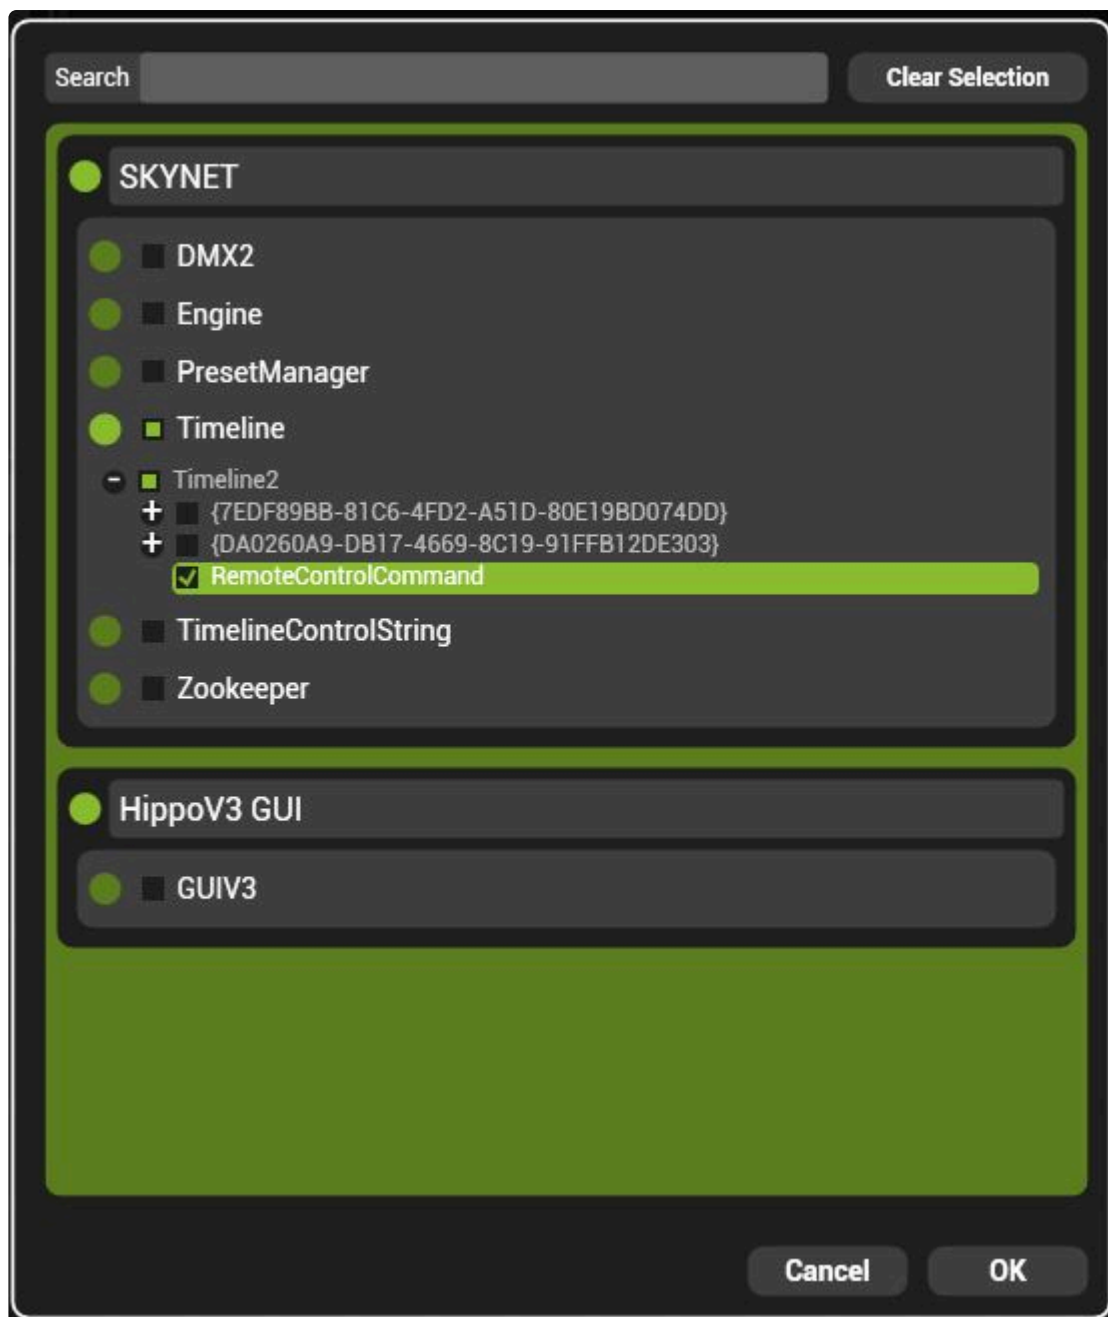 Search
Clear Selection
SKYNET
DMX2
Engine
PresetManager
Timeline
Timeline2
{7EDF89BB-81C6-4FD2-A51D-80E19BD074DD}
{DA0260A9-DB17-4669-8C19-91FFB12DE303}
RemoteControlCommand
TimelineControlString
Zookeeper
HippoV3 GUI
GUIV3
Cancel
OK